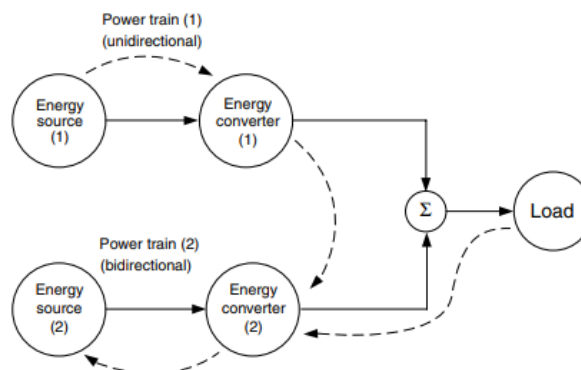 Power train (1)
(unidirectional)
Energy
source
(1)
Energy
converter
(1)
Σ
Load
Power train (2)
(bidirectional)
Energy
source
(2)
Energy
converter
(2)